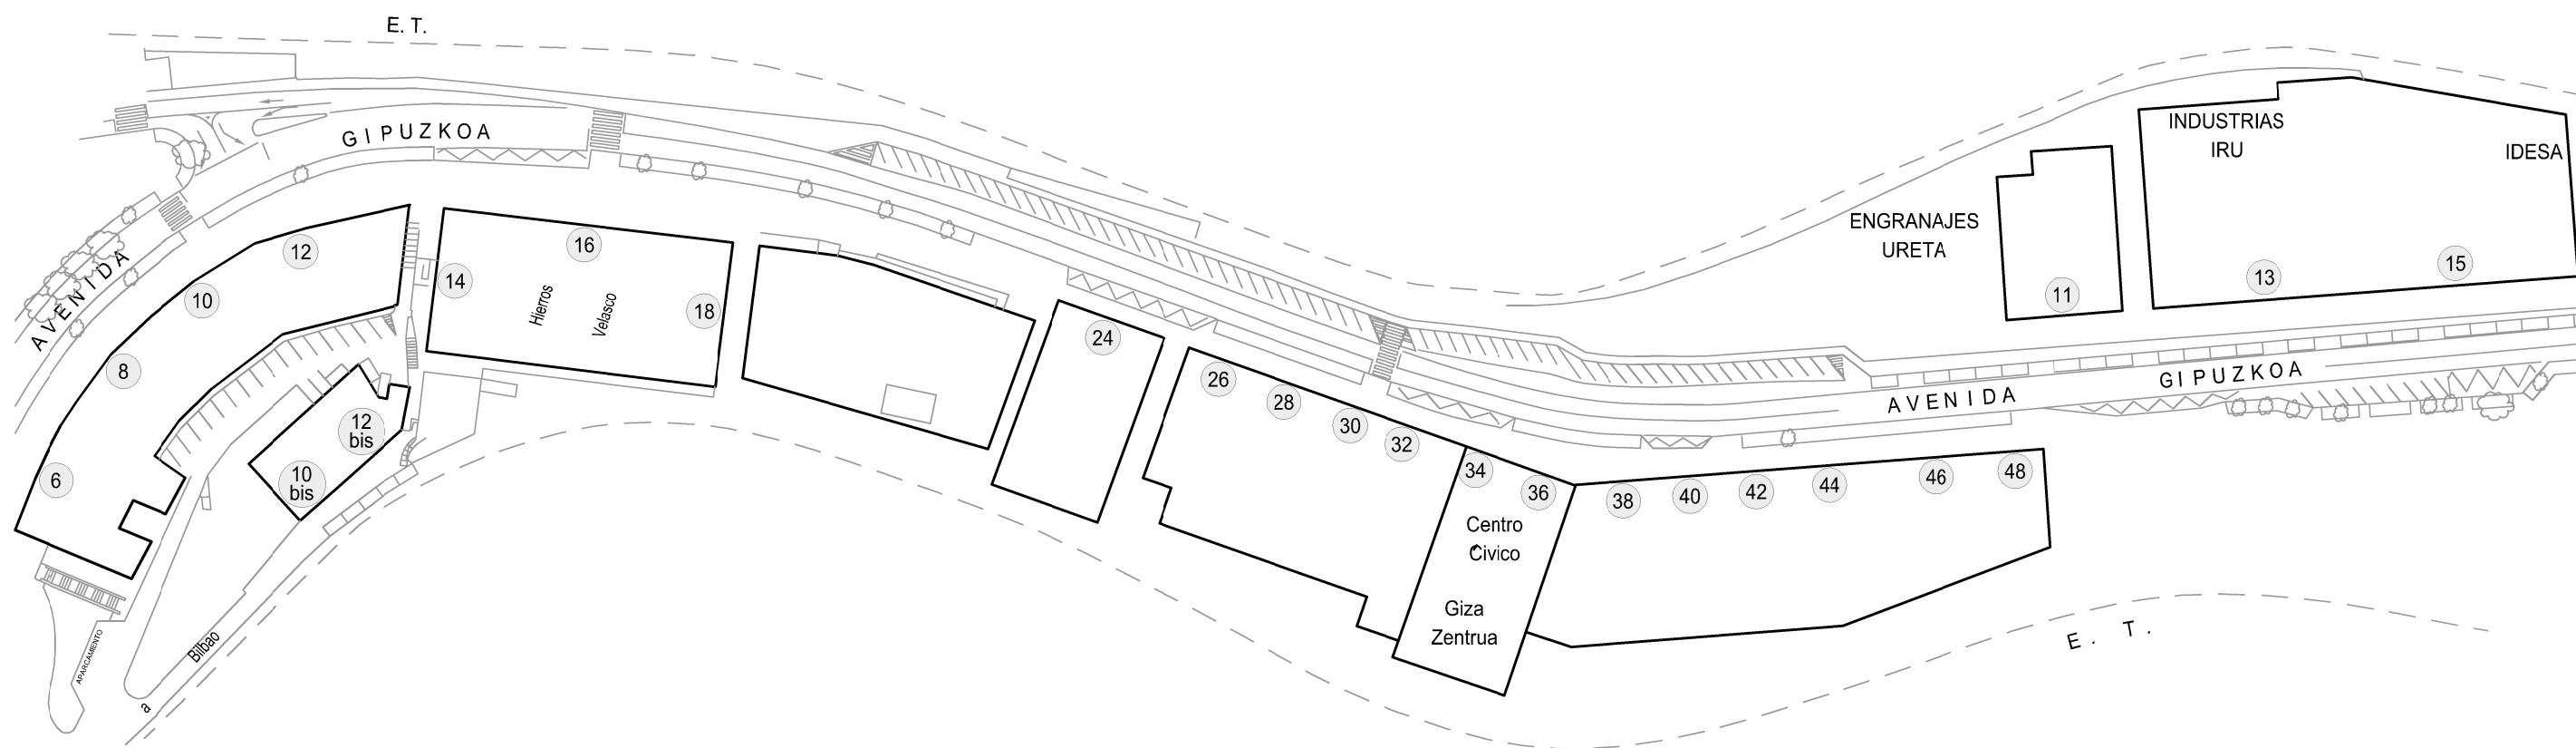 E. T.
GIPUZKOA
AVENIDA
INDUSTRIAS
IRU
IDESA
ENGRANAJES
URETA
11
13
15
12
10
8
6
14
16
18
Hierros
Velasco
12
bis
10
bis
24
26
28
30
32
34
36
38
40
42
44
46
48
AVENIDA
GIPUZKOA
Centro
Civico
Giza
Zentrua
E. T.
APARCAMIENTO
a
Bilbao